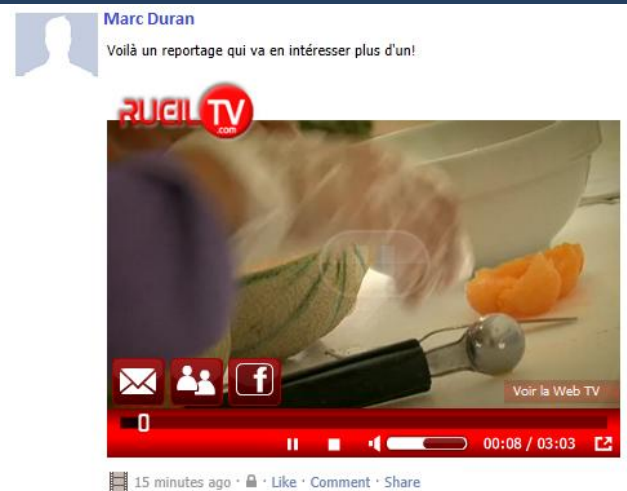 Marc Duran
Voilà un reportage qui va en intéresser plus d'un!
RUGIL TV
.com
f
Voir la Web TV
00:08 / 03:03
15 minutes ago · Like · Comment · Share